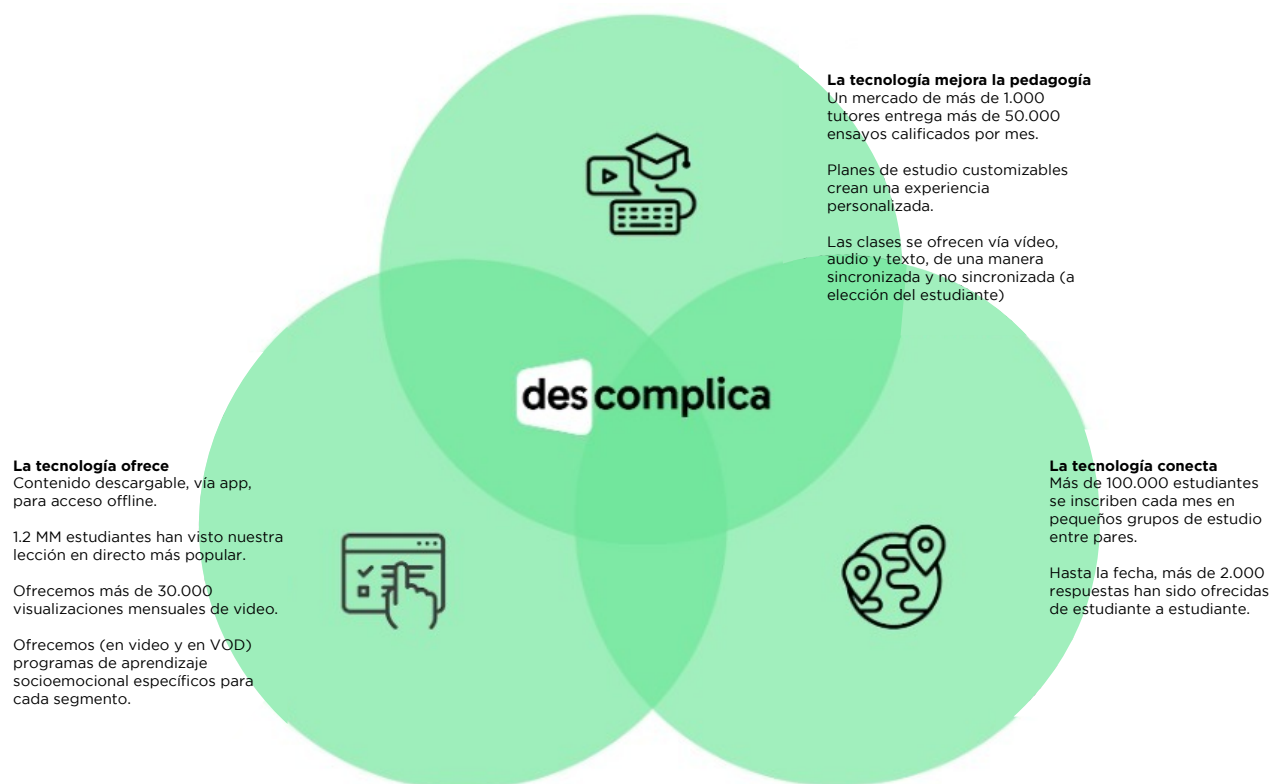 La tecnología mejora la pedagogía
Un mercado de más de 1.000
tutores entrega más de 50.000
ensayos calificados por mes.
Planes de estudio customizables
crean una experiencia
personalizada.
Las clases se ofrecen vía vídeo,
audio y texto, de una manera
sincronizada y no sincronizada (a
elección del estudiante)
descomplica
La tecnología ofrece
Contenido descargable, vía app,
para acceso offline.
1.2 MM estudiantes han visto nuestra
lección en directo más popular.
Ofrecemos más de 30.000
visualizaciones mensuales de video.
Ofrecemos (en video y en VOD)
programas de aprendizaje
socioemocional específicos para
cada segmento.
La tecnología conecta
Más de 100.000 estudiantes
se inscriben cada mes en
pequeños grupos de estudio
entre pares.
Hasta la fecha, más de 2.000
respuestas han sido ofrecidas
de estudiante a estudiante.